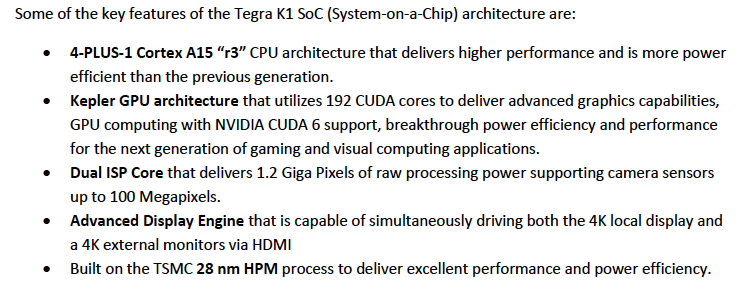 Some of the key features of the Tegra K1 SoC (System-on-a-Chip) architecture are:
• 4-PLUS-1 Cortex A15 “r3” CPU architecture that delivers higher performance and is more power
efficient than the previous generation.
• Kepler GPU architecture that utilizes 192 CUDA cores to deliver advanced graphics capabilities,
GPU computing with NVIDIA CUDA 6 support, breakthrough power efficiency and performance
for the next generation of gaming and visual computing applications.
• Dual ISP Core that delivers 1.2 Giga Pixels of raw processing power supporting camera sensors
up to 100 Megapixels.
• Advanced Display Engine that is capable of simultaneously driving both the 4K local display and
a 4K external monitors via HDMI
• Built on the TSMC 28 nm HPM process to deliver excellent performance and power efficiency.